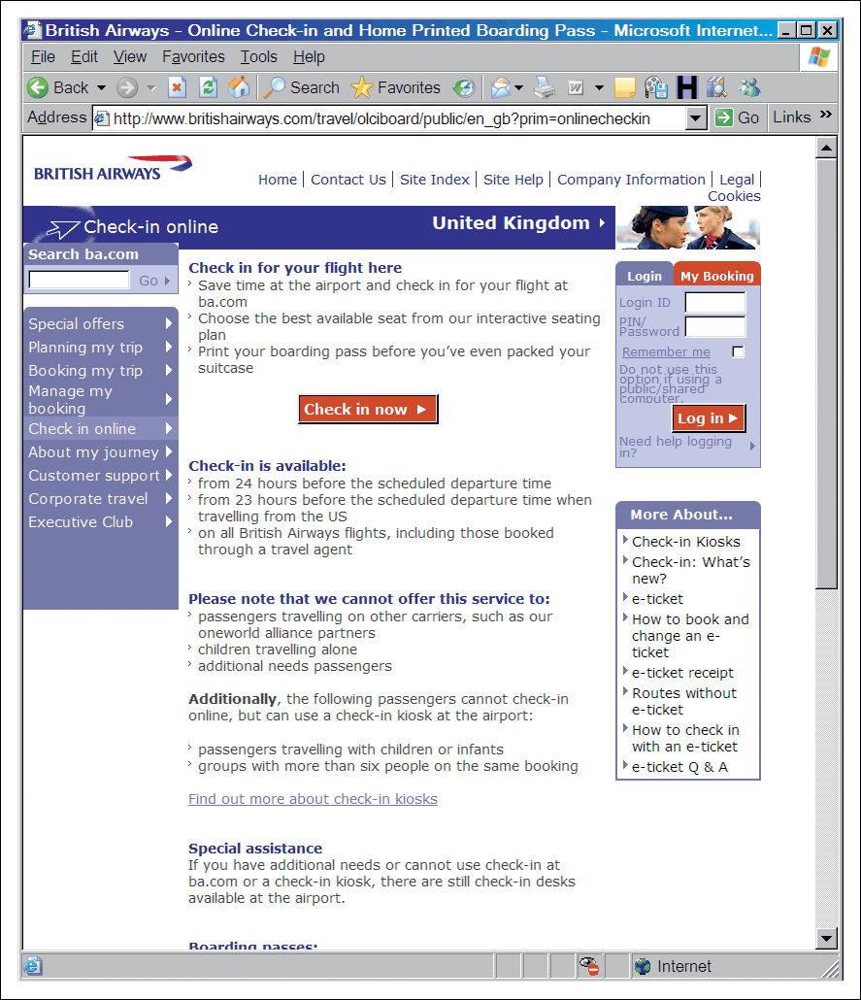 British Airways - Online Check-in and Home Printed Boarding Pass - Microsoft Internet...
File Edit View Favorites Tools Help
Back Search Favorites W H
Address http://www.britishairways.com/travel/olciboard/public/en_gb?prim=onlinecheckin Go Links »
BRITISH AIRWAYS
Home Contact Us Site Index Site Help Company Information Legal
Cookies
Check-in online United Kingdom
Search ba.com
Go
Special offers
Planning my trip
Booking my trip
Manage my
booking
Check in online
About my journey
Customer support
Corporate travel
Executive Club
Check in for your flight here
Save time at the airport and check in for your flight at
ba.com
Choose the best available seat from our interactive seating
plan
Print your boarding pass before you've even packed your
suitcase
Check in now
Check-in is available:
from 24 hours before the scheduled departure time
from 23 hours before the scheduled departure time when
travelling from the US
on all British Airways flights, including those booked
through a travel agent
Please note that we cannot offer this service to:
passengers travelling on other carriers, such as our
oneworld alliance partners
children travelling alone
additional needs passengers
Additionally, the following passengers cannot check-in
online, but can use a check-in kiosk at the airport:
passengers travelling with children or infants
groups with more than six people on the same booking
Find out more about check-in kiosks
Special assistance
If you have additional needs or cannot use check-in at
ba.com or a check-in kiosk, there are still check-in desks
available at the airport.
Boarding passes:
Login My Booking
Login ID
PIN/
Password
Remember me
Do not use this
option if using a
public/shared
computer.
Log in
Need help logging
in?
More About...
Check-in Kiosks
Check-in: What's
new?
e-ticket
How to book and
change an e-
ticket
e-ticket receipt
Routes without
e-ticket
How to check in
with an e-ticket
e-ticket Q & A
Internet